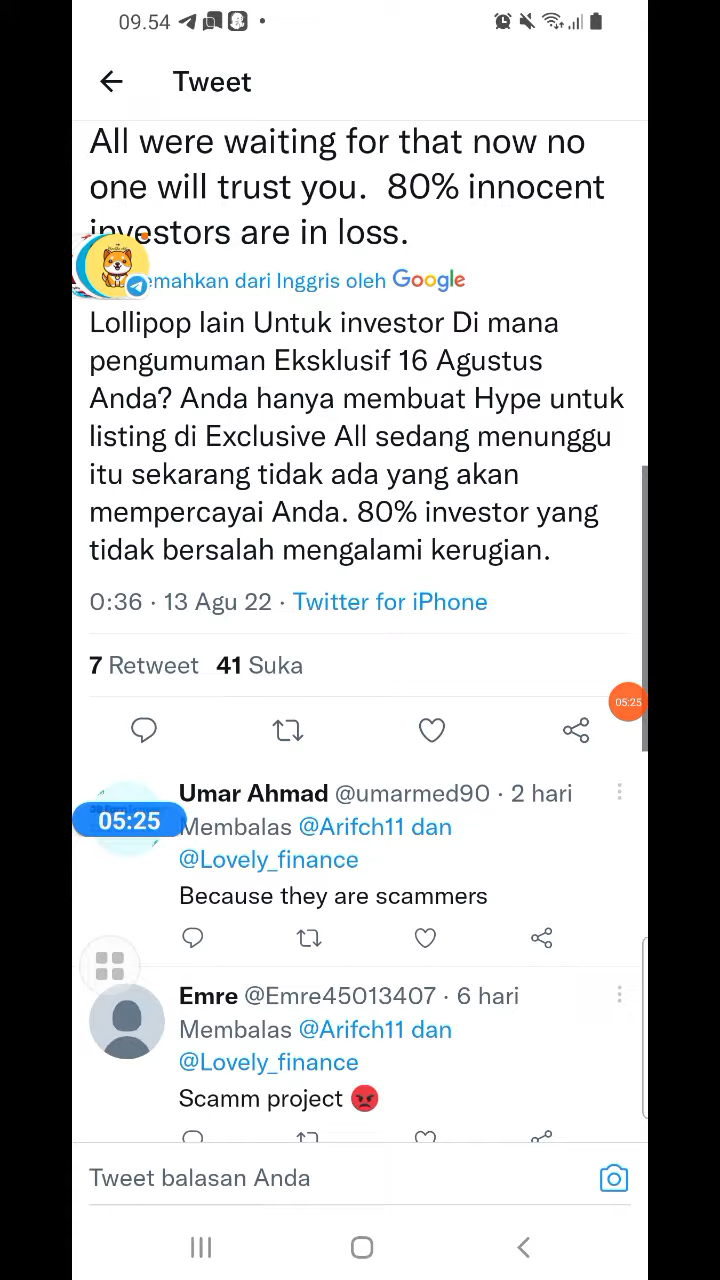 09.54
Tweet
All were waiting for that now no
one will trust you. 80% innocent
investors are in loss.
emahkan dari Inggris oleh Google
Lollipop lain Untuk investor Di mana
pengumuman Eksklusif 16 Agustus
Anda? Anda hanya membuat Hype untuk
listing di Exclusive All sedang menunggu
itu sekarang tidak ada yang akan
mempercayai Anda. 80% investor yang
tidak bersalah mengalami kerugian.
0:36 · 13 Agu 22 · Twitter for iPhone
7 Retweet 41 Suka
05:25
Umar Ahmad @umarmed90 · 2 hari
05:25
Membalas @Arifch11 dan
@Lovely_finance
Because they are scammers
Emre @Emre45013407 · 6 hari
Membalas @Arifch11 dan
@Lovely_finance
Scamm project 😡
Tweet balasan Anda